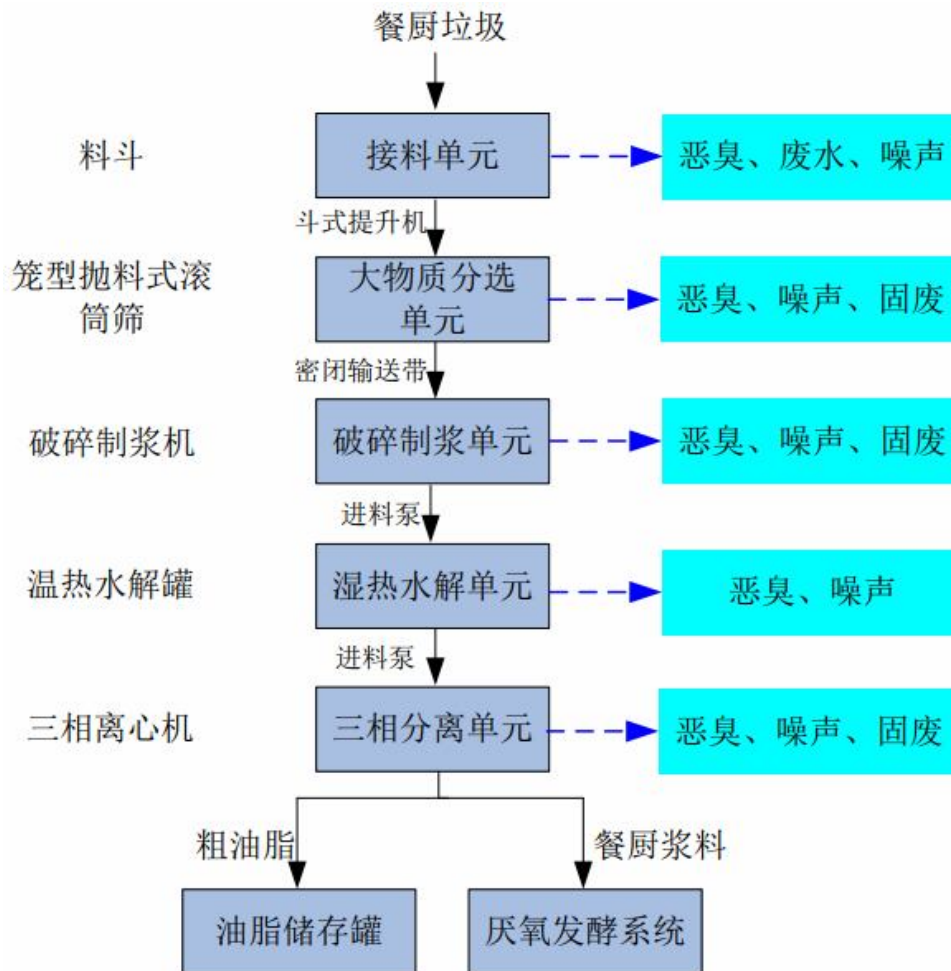 餐厨垃圾
料斗
接料单元
恶臭、废水、噪声
斗式提升机
笼型抛料式滚
筒筛
大物质分选
单元
恶臭、噪声、固废
密闭输送带
破碎制浆机
破碎制浆单元
恶臭、噪声、固废
进料泵
温热水解罐
湿热水解单元
恶臭、噪声
进料泵
三相离心机
三相分离单元
恶臭、噪声、固废
粗油脂
餐厨浆料
油脂储存罐
厌氧发酵系统